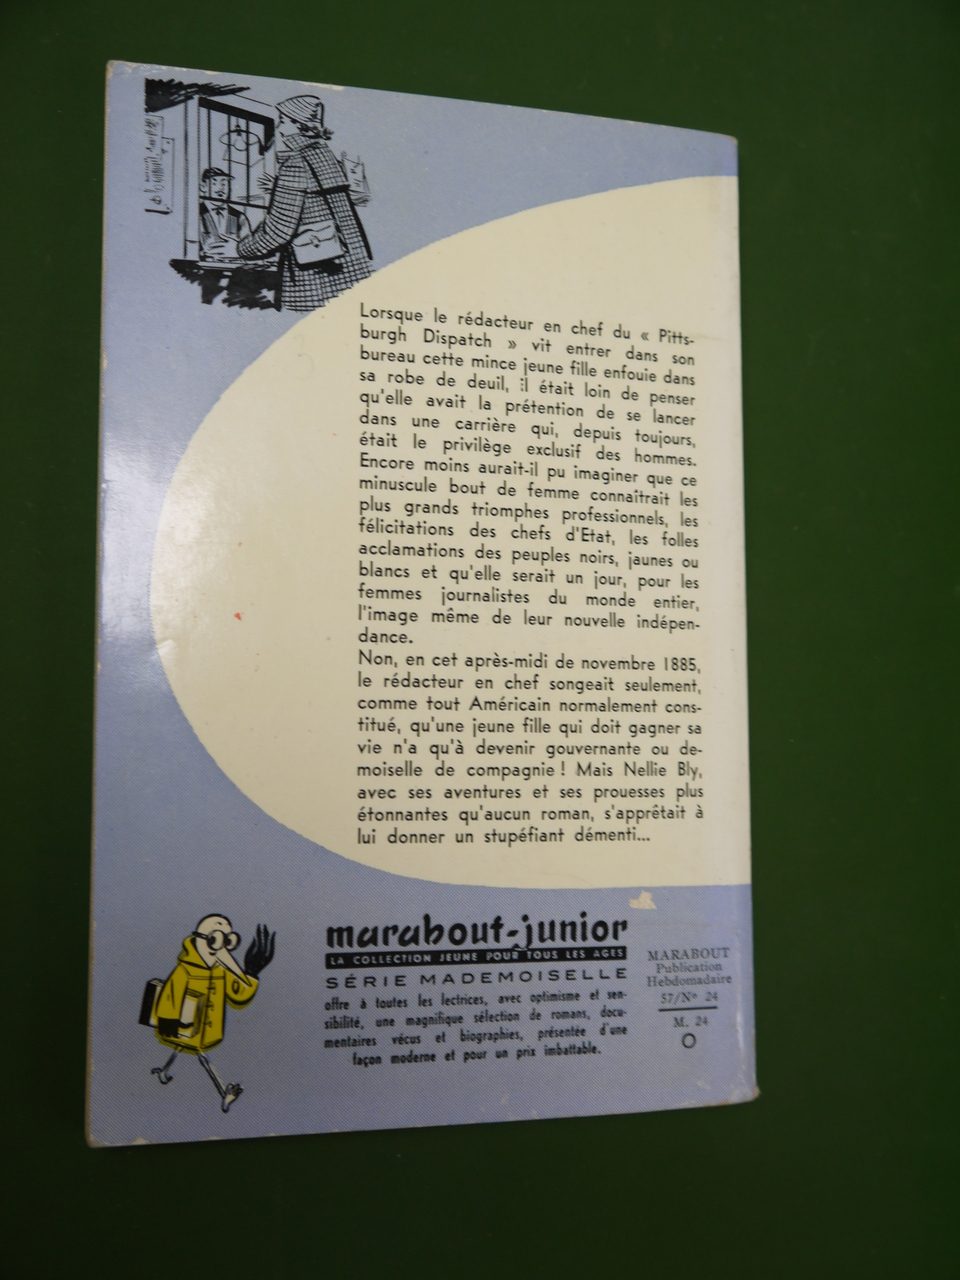 Lorsque le rédacteur en chef du « Pitts-
burgh Dispatch » vit entrer dans son
bureau cette mince jeune fille enfouie dans
sa robe de deuil, il était loin de penser
qu'elle avait la prétention de se lancer
dans une carrière qui, depuis toujours,
était le privilège exclusif des hommes.
Encore moins aurait-il pu imaginer que ce
minuscule bout de femme connaîtrait les
plus grands triomphes professionnels, les
félicitations des chefs d'Etat, les folles
acclamations des peuples noirs, jaunes ou
blancs et qu'elle serait un jour, pour les
femmes journalistes du monde entier,
l'image même de leur nouvelle indépen-
dance.
Non, en cet après-midi de novembre 1885,
le rédacteur en chef songeait seulement,
comme tout Américain normalement cons-
titué, qu'une jeune fille qui doit gagner sa
vie n'a qu'à devenir gouvernante ou de-
moiselle de compagnie ! Mais Nellie Bly,
avec ses aventures et ses prouesses plus
étonnantes qu'aucun roman, s'apprêtait à
lui donner un stupéfiant démenti...
marabout-junior
LA COLLECTION JEUNE POUR TOUS LES AGES
SÉRIE MADEMOISELLE
offre à toutes les lectrices, avec optimisme et sen-
sibilité, une magnifique sélection de romans, docu-
mentaires vécus et biographies, présentée d'une
façon moderne et pour un prix imbattable.
MARABOUT
Publication
Hebdomadaire
57/N° 24
M. 24
O